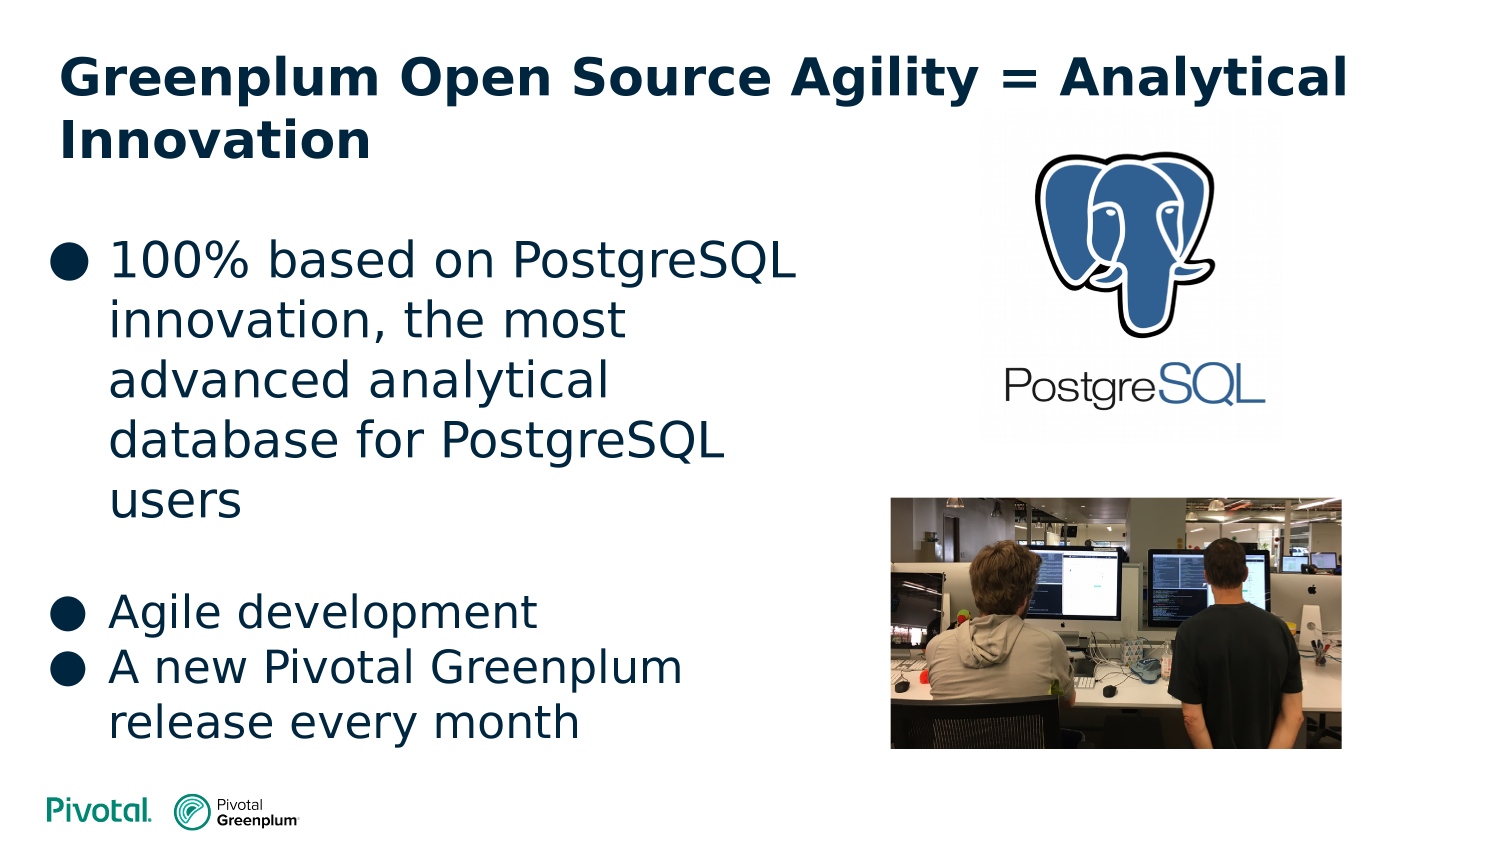 Greenplum Open Source Agility = Analytical
Innovation
● 100% based on PostgreSQL
innovation, the most
advanced analytical
database for PostgreSQL
users
● Agile development
● A new Pivotal Greenplum
release every month
PostgreSQL
Pivotal.
Pivotal
Greenplum